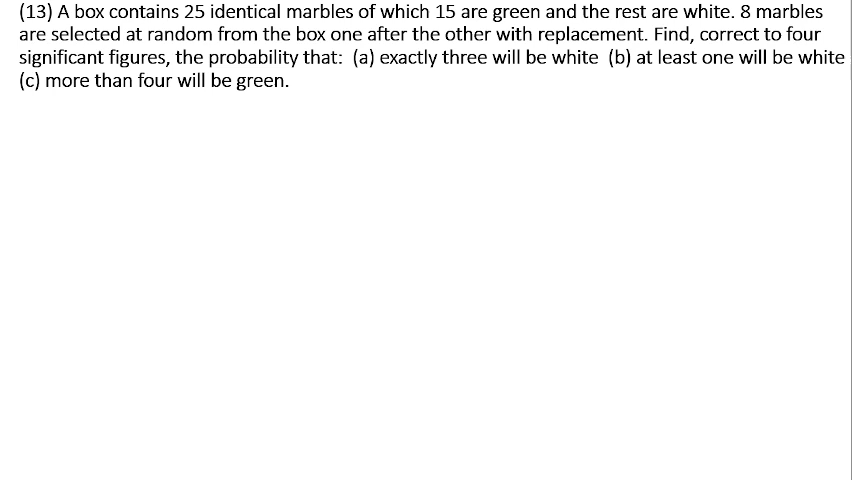 (13) A box contains 25 identical marbles of which 15 are green and the rest are white. 8 marbles
are selected at random from the box one after the other with replacement. Find, correct to four
significant figures, the probability that:  (a) exactly three will be white  (b) at least one will be white
(c) more than four will be green.